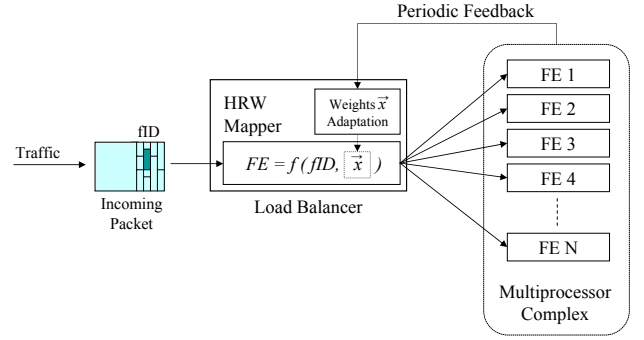 Periodic Feedback
Traffic
fID
Incoming
Packet
HRW
Mapper
Weights x⃗
Adaptation
FE = f ( fID, x⃗ )
Load Balancer
FE 1
FE 2
FE 3
FE 4
FE N
Multiprocessor
Complex